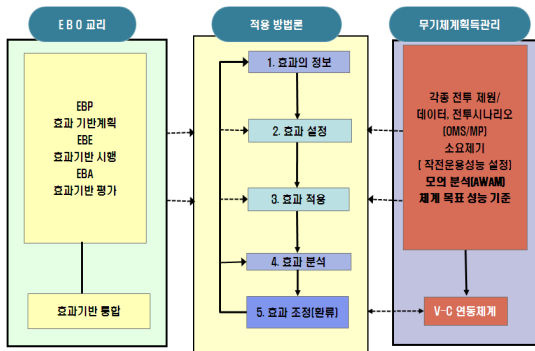 E B O 교리
EBP
효과 기반계획
EBE
효과기반 시행
EBA
효과기반 평가
효과기반 통합
적용 방법론
1. 효과의 정보
2. 효과 설정
3. 효과 적용
4. 효과 분석
5. 효과 조정(환류)
무기체계획득관리
각종 전투 제원/
데이터, 전투시나리오
(OMS/MP)
소요제기
( 작전운용성능 설정)
모의 분석(AWAM)
체계 목표 성능 기준
V-C 연동체계